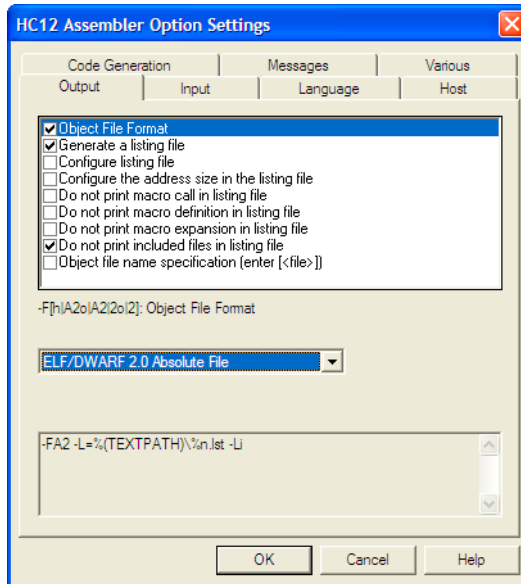 HC12 Assembler Option Settings
Code Generation Messages Various
Output Input Language Host
Object File Format
Generate a listing file
Configure listing file
Configure the address size in the listing file
Do not print macro call in listing file
Do not print macro definition in listing file
Do not print macro expansion in listing file
Do not print included files in listing file
Object file name specification (enter [<file>])
-F[h|A2o|A2|2o|2]: Object File Format
ELF/DWARF 2.0 Absolute File
-FA2 -L=%(TEXTPATH)\%n.lst -Li
OK Cancel Help